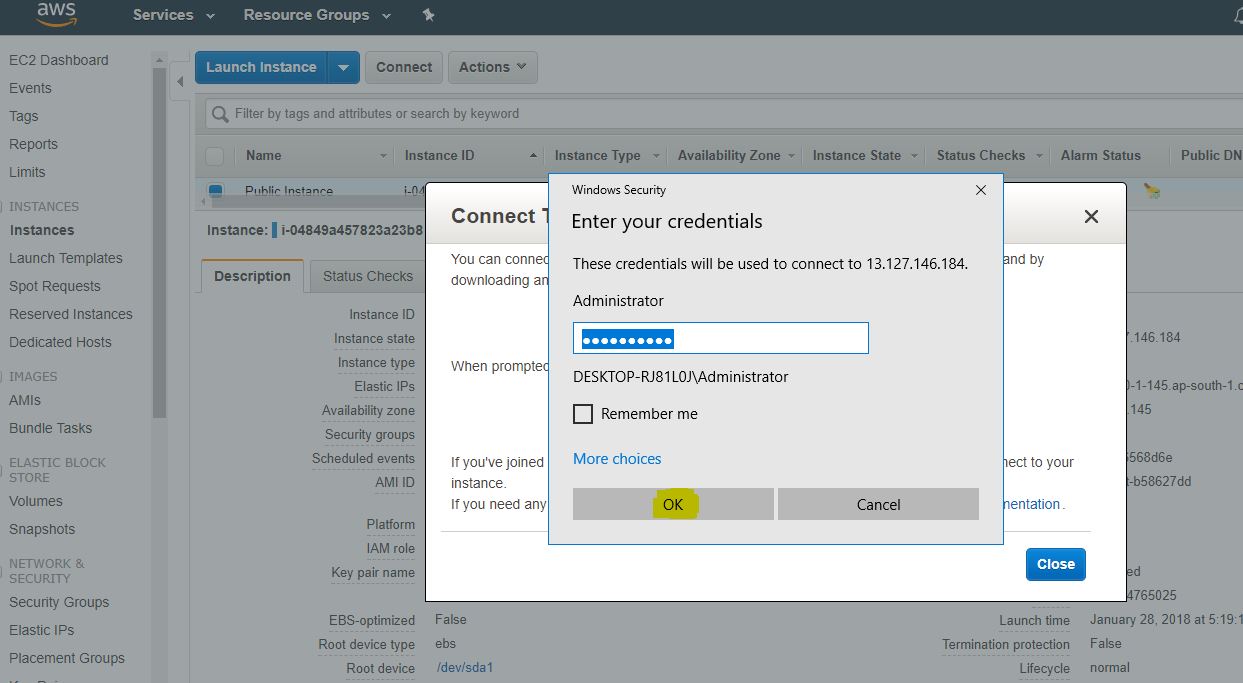 aws
Services
Resource Groups
EC2 Dashboard
Events
Tags
Reports
Limits
INSTANCES
Instances
Launch Templates
Spot Requests
Reserved Instances
Dedicated Hosts
IMAGES
AMIs
Bundle Tasks
ELASTIC BLOCK
STORE
Volumes
Snapshots
NETWORK &
SECURITY
Security Groups
Elastic IPs
Placement Groups
Launch Instance
Connect
Actions
Filter by tags and attributes or search by keyword
Name Instance ID Instance Type Availability Zone Instance State Status Checks Alarm Status Public DN
Public Instance i-04
Instance: i-04849a457823a23b8
Description Status Checks
Instance ID
Instance state
Instance type
Elastic IPs
Availability zone
Security groups
Scheduled events
AMI ID
Platform
IAM role
Key pair name
EBS-optimized False
Root device type ebs
Root device /dev/sda1
Connect T
You can connec
and by
downloading an
When prompted
If you've joined
nect to your
instance.
If you need any
mentation.
Close
Windows Security
Enter your credentials
These credentials will be used to connect to 13.127.146.184.
Administrator
DESKTOP-RJ81L0J\Administrator
Remember me
More choices
OK
Cancel
.146.184
0-1-145.ap-south-1.c
.145
568d6e
t-b58627dd
ed
4765025
Launch time January 28, 2018 at 5:19:1
Termination protection False
Lifecycle normal